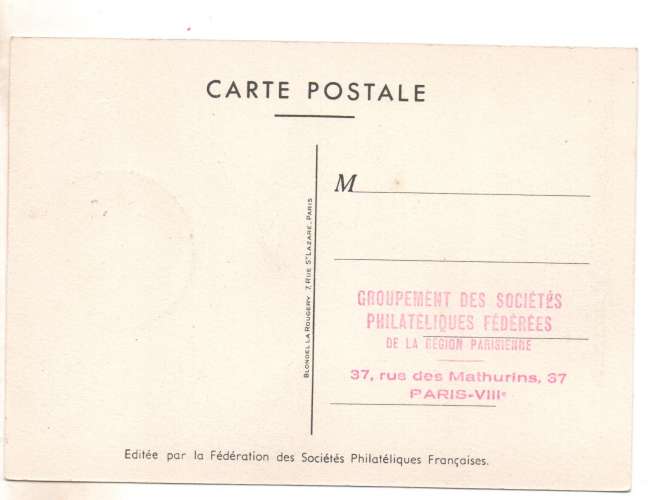 CARTE POSTALE
M
BLONDEL LA ROUGERY, 7, RUE ST LAZARE, PARIS
GROUPEMENT DES SOCIÉTÉS
PHILATÉLIQUES FÉDÉRÉES
DE LA RÉGION PARISIENNE
37, rue des Mathurins, 37
PARIS-VIIIe
Editée par la Fédération des Sociétés Philatéliques Françaises.